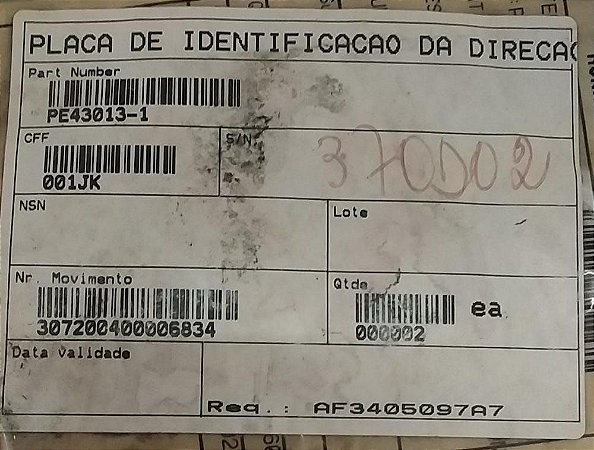 PLACA DE IDENTIFICACAO DA DIRECAO
Part Number
PE43013-1
CFF
S/N
001JK
370D02
NSN
Lote
Nr. Movimento
Qtde
307200400006834
000002
ea
Data Validade
Req.: AF3405097A7